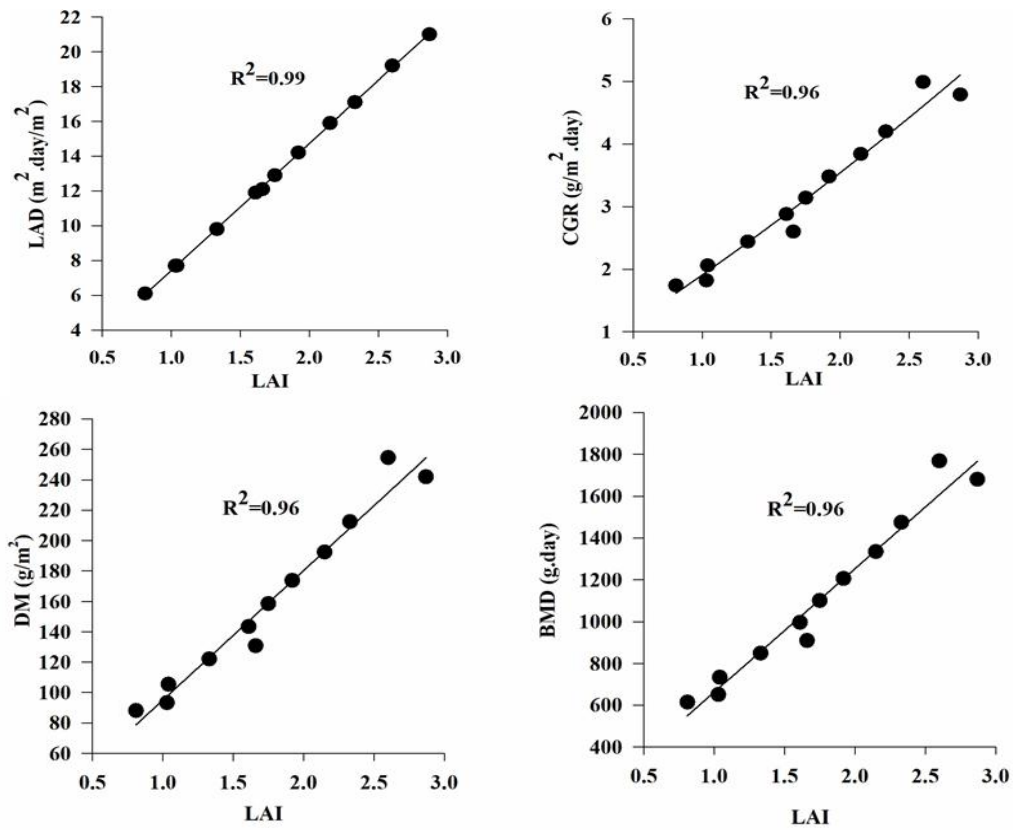 22
20
18
16
14
12
10
8
6
4
LAD (m².day/m²)
R²=0.99
0.5 1.0 1.5 2.0 2.5 3.0
LAI
6
5
4
3
2
1
CGR (g/m².day)
R²=0.96
0.5 1.0 1.5 2.0 2.5 3.0
LAI
280
260
240
220
200
180
160
140
120
100
80
60
DM (g/m²)
R²=0.96
0.5 1.0 1.5 2.0 2.5 3.0
LAI
2000
1800
1600
1400
1200
1000
800
600
400
BMD (g.day)
R²=0.96
0.5 1.0 1.5 2.0 2.5 3.0
LAI